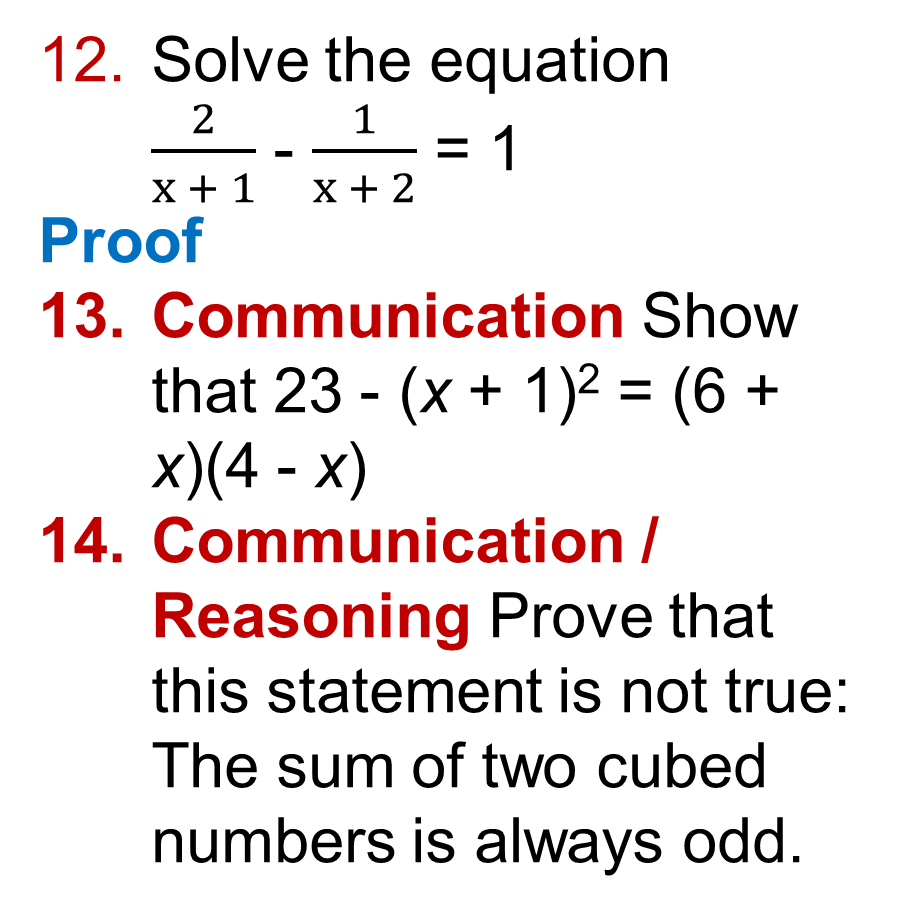 12. Solve the equation
2/(x + 1) - 1/(x + 2) = 1
Proof
13. Communication Show
that 23 - (x + 1)² = (6 +
x)(4 - x)
14. Communication /
Reasoning Prove that
this statement is not true:
The sum of two cubed
numbers is always odd.